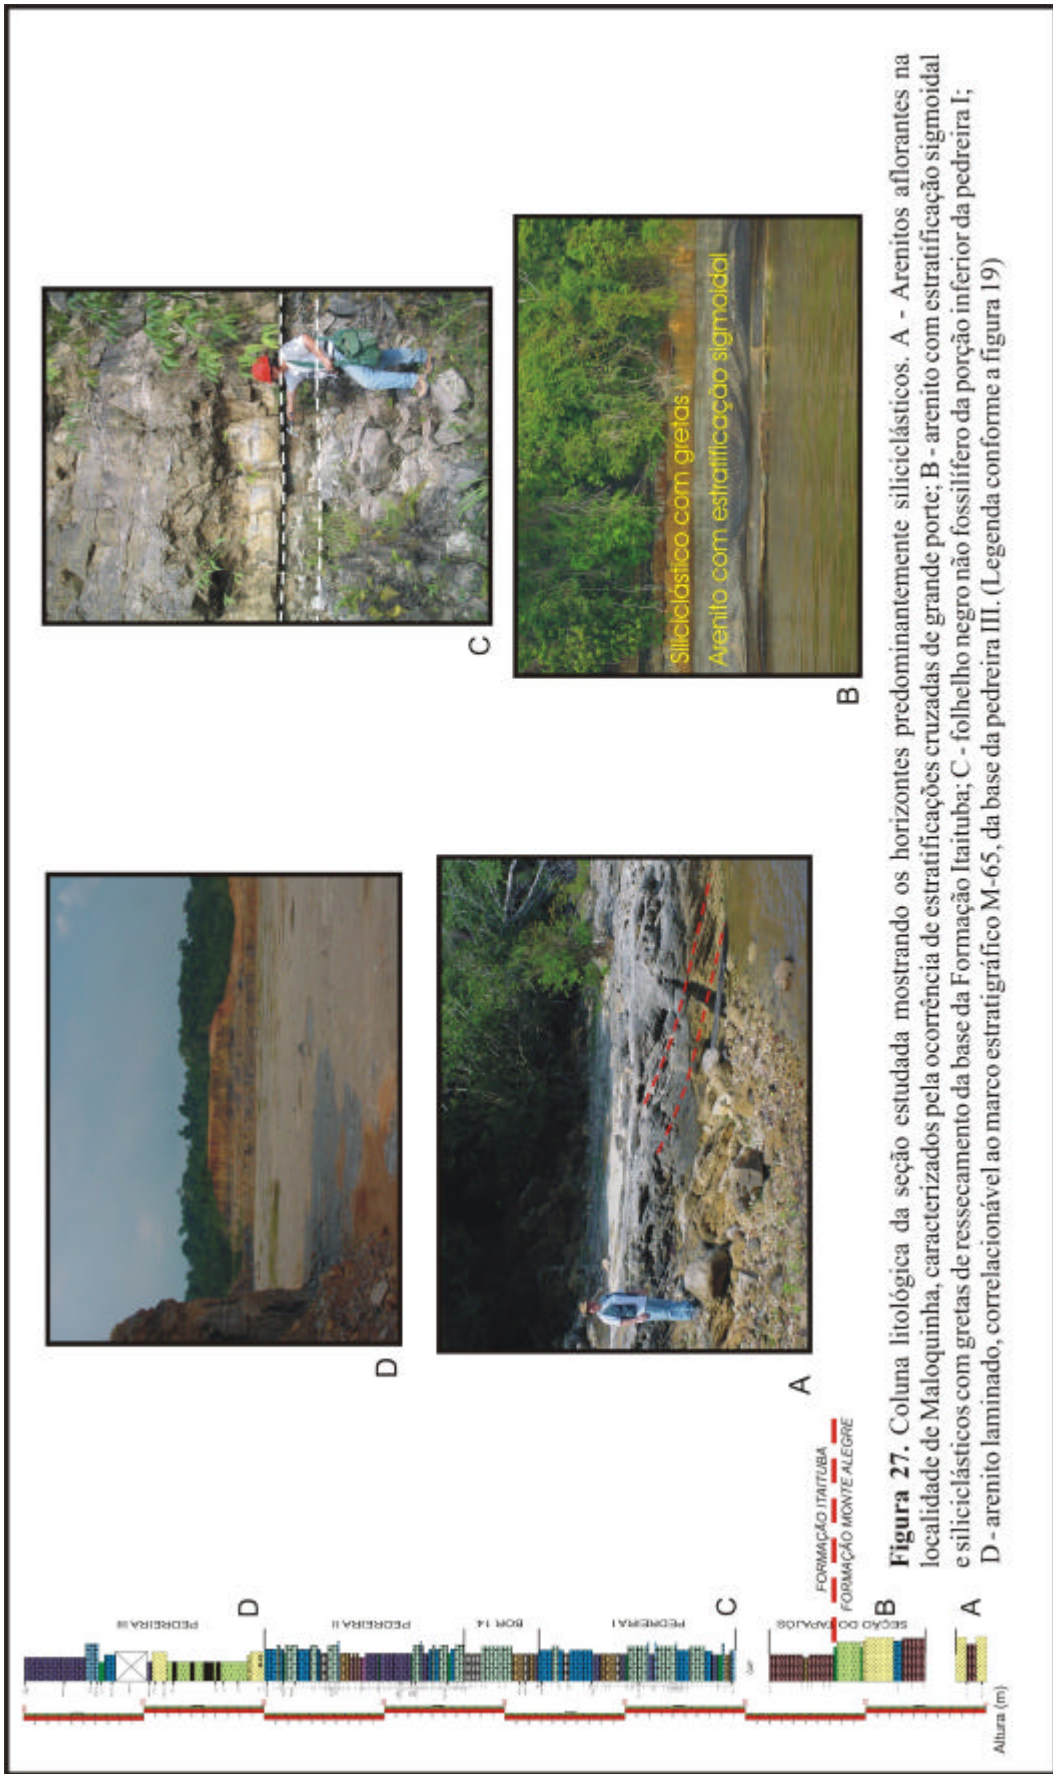 D
C
A
B
Siliciclástico com gretas
Arenito com estratificação sigmoidal
PEDREIRA III
D
PEDREIRA II
BOR. 14
PEDREIRA I
C
SEÇÃO DO TAPAJÓS
FORMAÇÃO ITAITUBA
FORMAÇÃO MONTE ALEGRE
B
A
Altura (m)
Figura 27. Coluna litológica da seção estudada mostrando os horizontes predominantemente siliciclásticos. A - Arenitos aflorantes na
localidade de Maloquinha, caracterizados pela ocorrência de estratificações cruzadas de grande porte; B - arenito com estratificação sigmoidal
e siliciclásticos com gretas de ressecamento da base da Formação Itaituba; C - folhelho negro não fossilífero da porção inferior da pedreira I;
D - arenito laminado, correlacionável ao marco estratigráfico M-65, da base da pedreira III. (Legenda conforme a figura 19)